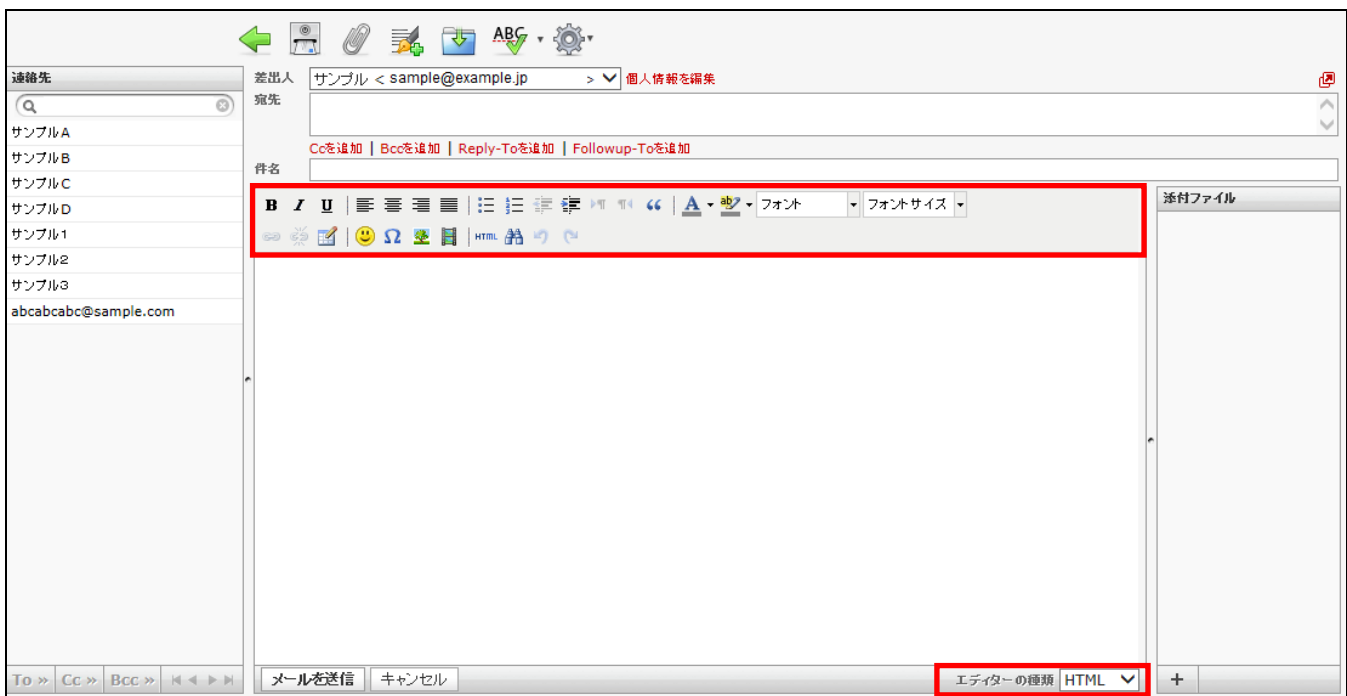 ABC
連絡先
差出人 サンプル < sample@example.jp > 個人情報を編集
宛先
Ccを追加 | Bccを追加 | Reply-Toを追加 | Followup-Toを追加
件名
サンプルA
サンプルB
サンプルC
サンプルD
サンプル1
サンプル2
サンプル3
abcabcabc@sample.com
B I U A ab フォント フォントサイズ
Ω HTML
添付ファイル
To » Cc » Bcc »
メールを送信 キャンセル エディターの種類 HTML
+